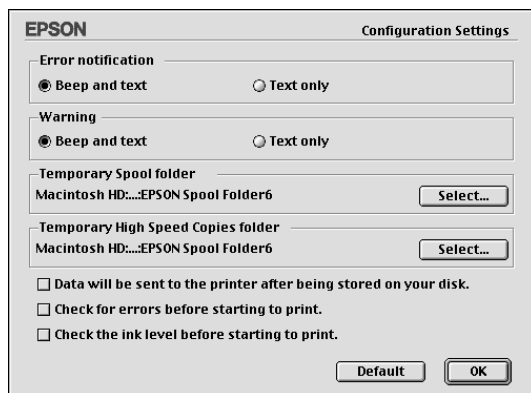 EPSON Configuration Settings
Error notification
Beep and text Text only
Warning
Beep and text Text only
Temporary Spool folder
Macintosh HD:...:EPSON Spool Folder6 Select...
Temporary High Speed Copies folder
Macintosh HD:...:EPSON Spool Folder6 Select...
Data will be sent to the printer after being stored on your disk.
Check for errors before starting to print.
Check the ink level before starting to print.
Default OK